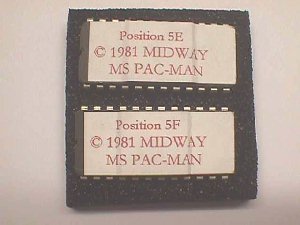 Position 5E
© 1981 MIDWAY
MS PAC-MAN
Position 5F
© 1981 MIDWAY
MS PAC-MAN